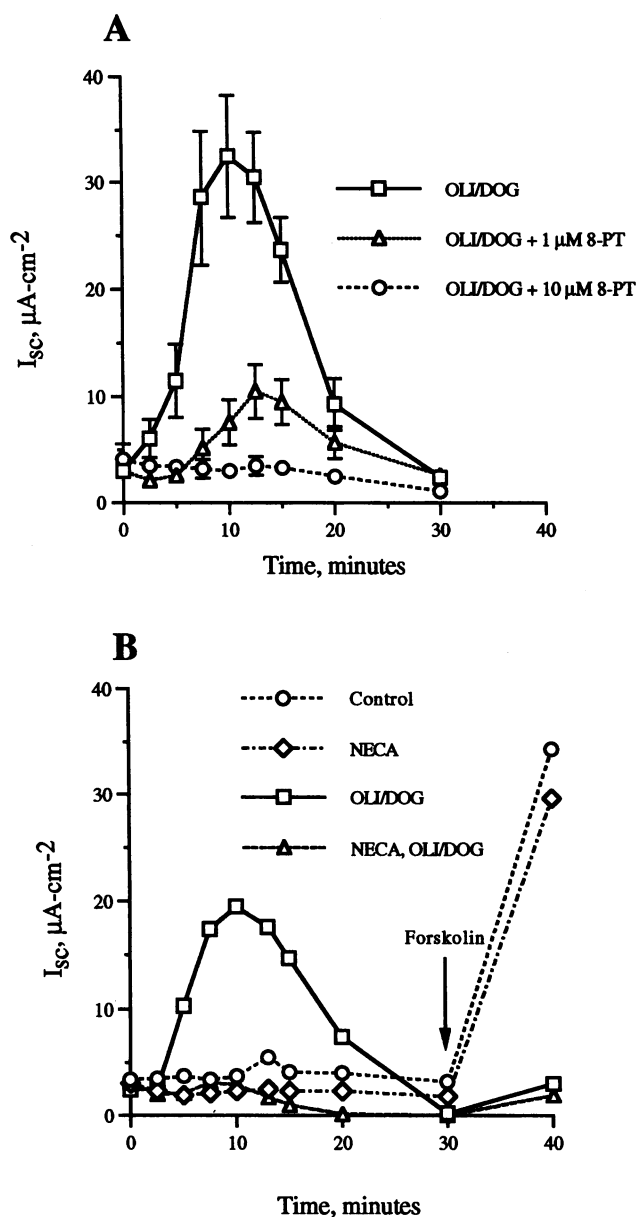 A
40
30
20
10
0
I_SC, µA-cm-2
OLI/DOG
OLI/DOG + 1 µM 8-PT
OLI/DOG + 10 µM 8-PT
0 10 20 30 40
Time, minutes
B
40
30
20
10
0
I_SC, µA-cm-2
Control
NECA
OLI/DOG
NECA, OLI/DOG
Forskolin
0 10 20 30 40
Time, minutes